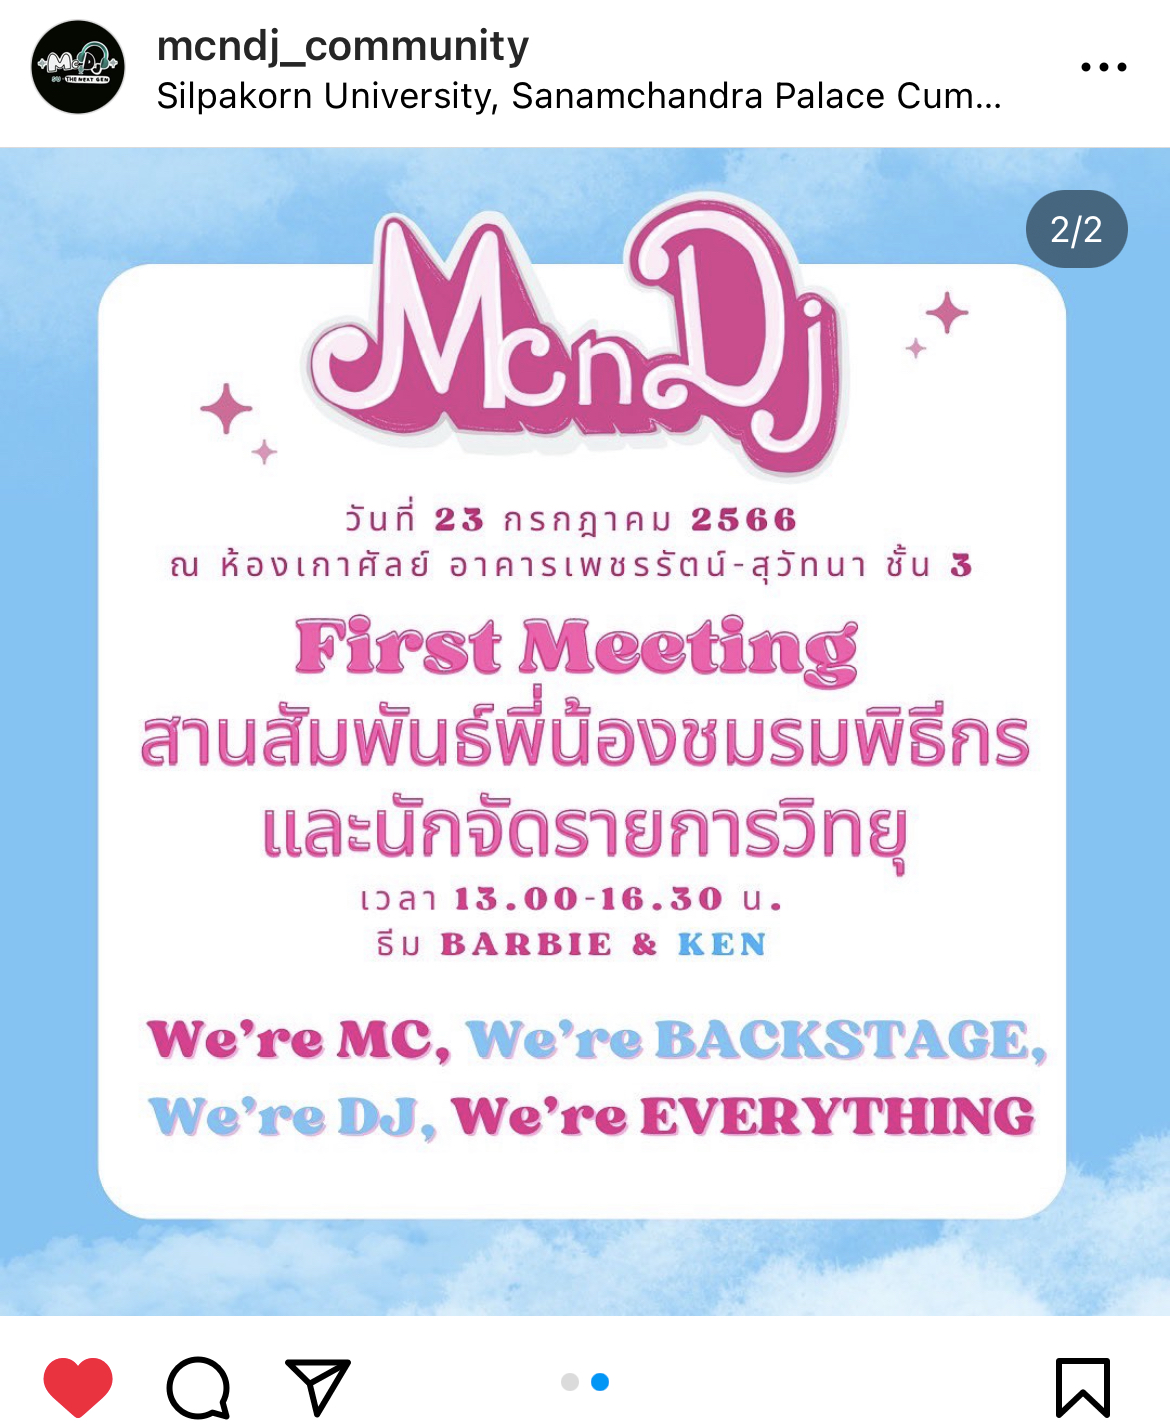 mcndj_community
Silpakorn University, Sanamchandra Palace Cum...
2/2
McnDj
วันที่ 23 กรกฎาคม 2566
ณ ห้องเกาศัลย์ อาคารเพชรรัตน์-สุวัทนา ชั้น 3
First Meeting
สานสัมพันธ์พี่น้องชมรมพิธีกร
และนักจัดรายการวิทยุ
เวลา 13.00-16.30 น.
ธีม BARBIE & KEN
We're MC, We're BACKSTAGE,
We're DJ, We're EVERYTHING